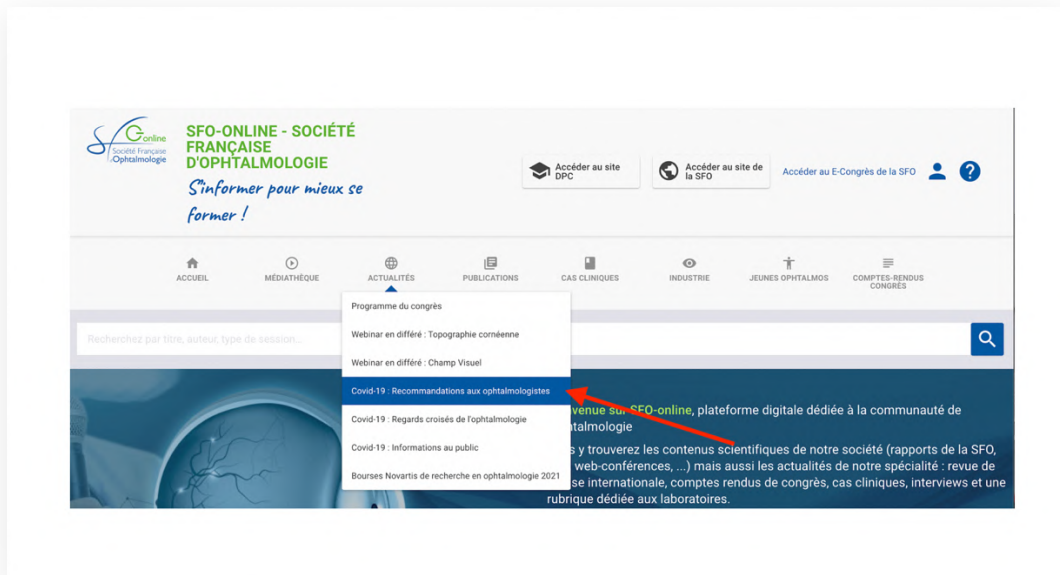 online
Société Française
Ophtalmologie
SFO-ONLINE - SOCIÉTÉ
FRANÇAISE
D'OPHTALMOLOGIE
S'informer pour mieux se
former !
Accéder au site
DPC
Accéder au site de
la SFO
Accéder au E-Congrès de la SFO
?
ACCUEIL
MÉDIATHÈQUE
ACTUALITÉS
PUBLICATIONS
CAS CLINIQUES
INDUSTRIE
JEUNES OPHTALMOS
COMPTES-RENDUS
CONGRÈS
Recherchez par titre, auteur, type de session...
Programme du congrès
Webinar en différé : Topographie cornéenne
Webinar en différé : Champ Visuel
Covid-19 : Recommandations aux ophtalmologistes
Covid-19 : Regards croisés de l'ophtalmologie
Covid-19 : Informations au public
Bourses Novartis de recherche en ophtalmologie 2021
venue sur SFO-online, plateforme digitale dédiée à la communauté de
ntalmologie
s y trouverez les contenus scientifiques de notre société (rapports de la SFO,
web-conférences, ...) mais aussi les actualités de notre spécialité : revue de
se internationale, comptes rendus de congrès, cas cliniques, interviews et une
rubrique dédiée aux laboratoires.